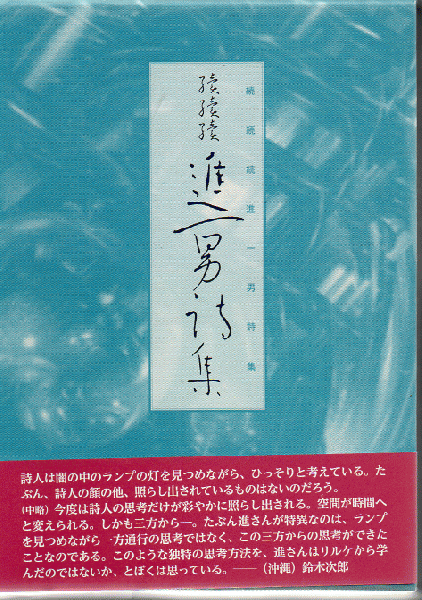 続続続進一男詩集
續續續
進一男詩集
詩人は闇の中のランプの灯を見つめながら、ひっそりと考えている。た
ぶん、詩人の顔の他、照らし出されているものはないのだろう。
(中略) 今度は詩人の思考だけが彩やかに照らし出される。空間が時間へ
と変えられる。しかも三方から―。たぶん進さんが特異なのは、ランプ
を見つめながら一方通行の思考ではなく、この三方からの思考ができた
ことなのである。このような独特の思考方法を、進さんはリルケから学
んだのではないか、とぼくは思っている。――(沖縄) 鈴木次郎